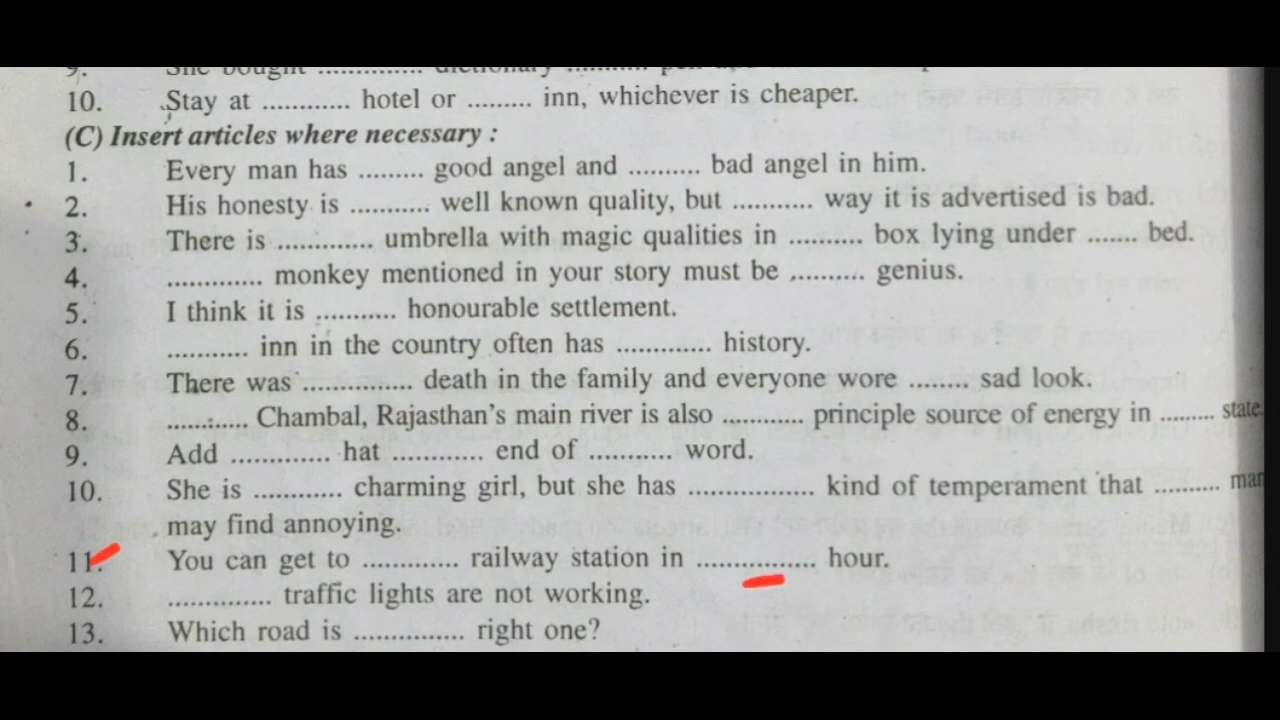 9. She bought .............. dictionary ........... pen
10. Stay at ............ hotel or ......... inn, whichever is cheaper.
(C) Insert articles where necessary :
1. Every man has ......... good angel and .......... bad angel in him.
2. His honesty is ........... well known quality, but ........... way it is advertised is bad.
3. There is ............. umbrella with magic qualities in .......... box lying under ....... bed.
4. ............. monkey mentioned in your story must be .......... genius.
5. I think it is ........... honourable settlement.
6. ........... inn in the country often has ............. history.
7. There was ............... death in the family and everyone wore ......... sad look.
8. ........... Chambal, Rajasthan's main river is also ............ principle source of energy in ........ state
9. Add .............. hat ............. end of ............ word.
10. She is ............ charming girl, but she has ................. kind of temperament that ......... man
may find annoying.
11. You can get to ............. railway station in ................. hour.
12. .............. traffic lights are not working.
13. Which road is ............... right one?